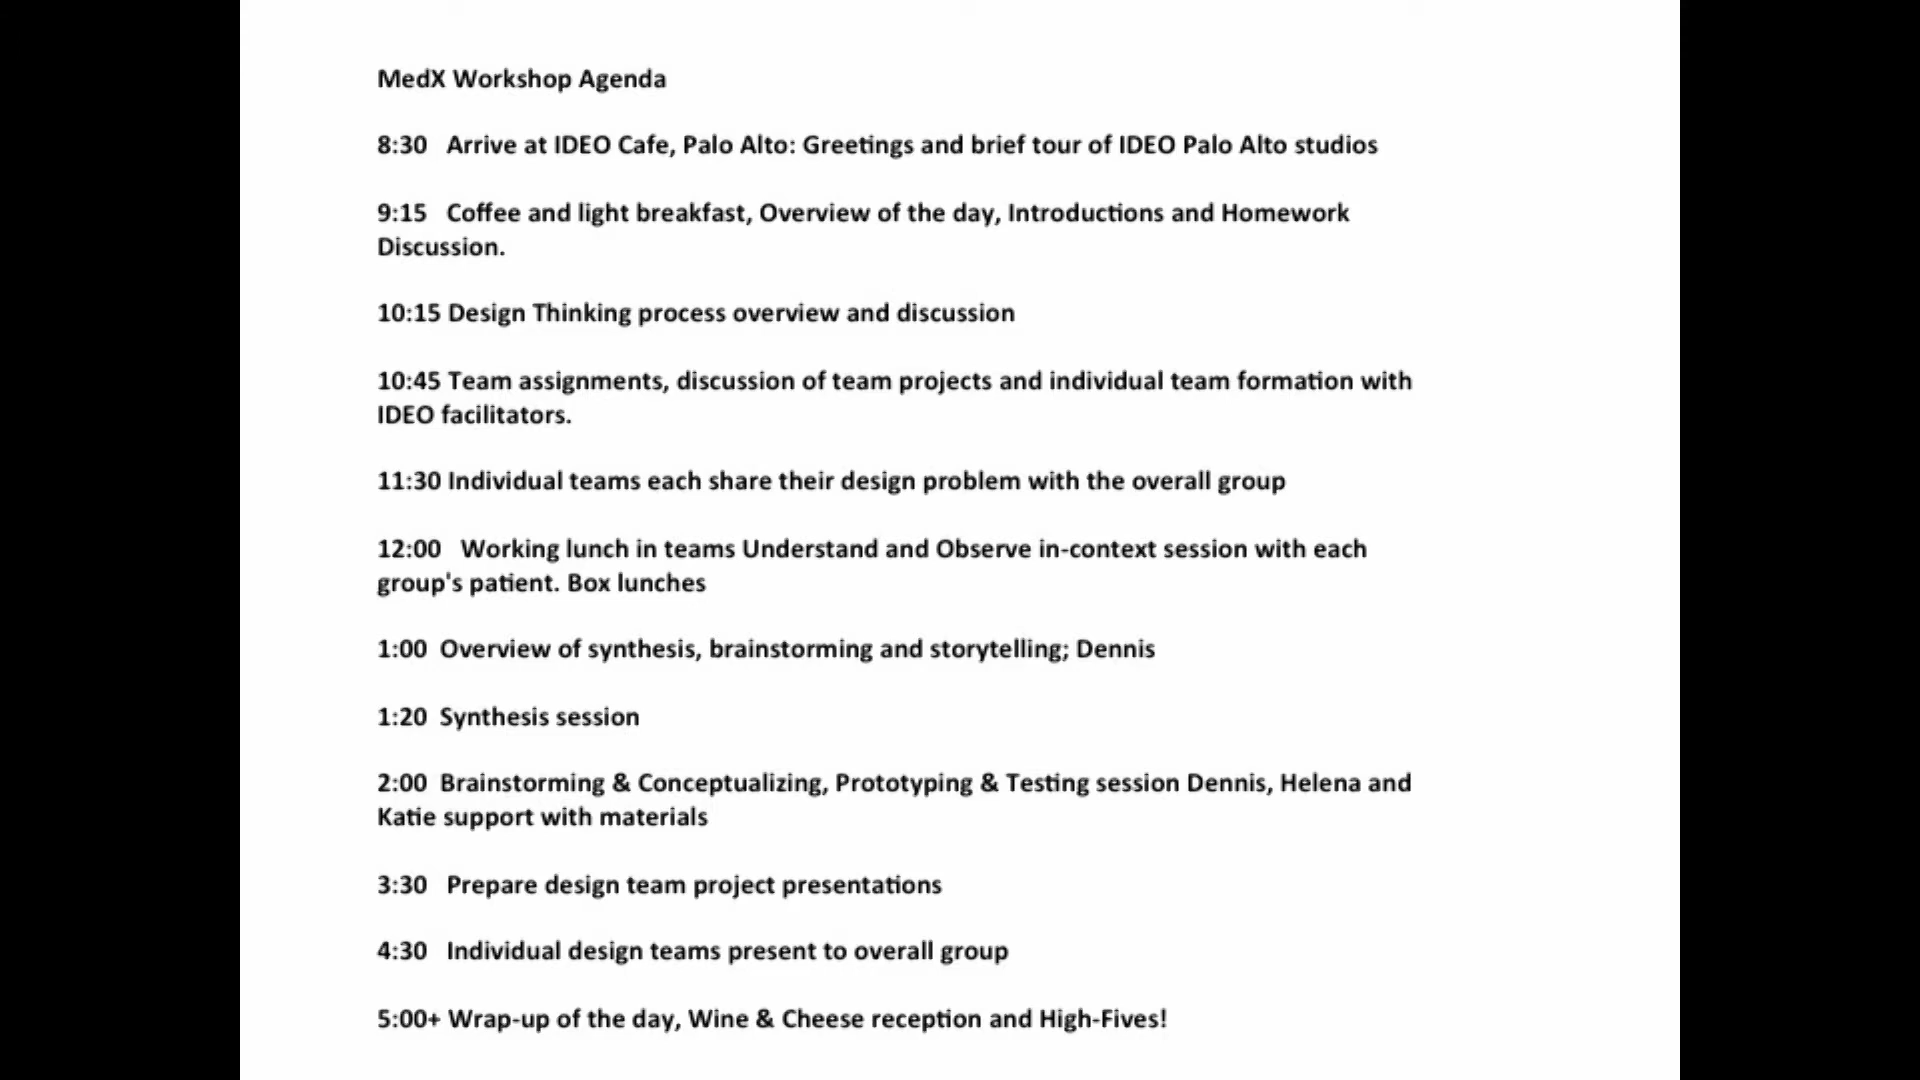 MedX Workshop Agenda
8:30 Arrive at IDEO Cafe, Palo Alto: Greetings and brief tour of IDEO Palo Alto studios
9:15 Coffee and light breakfast, Overview of the day, Introductions and Homework
Discussion.
10:15 Design Thinking process overview and discussion
10:45 Team assignments, discussion of team projects and individual team formation with
IDEO facilitators.
11:30 Individual teams each share their design problem with the overall group
12:00 Working lunch in teams Understand and Observe in-context session with each
group's patient. Box lunches
1:00 Overview of synthesis, brainstorming and storytelling; Dennis
1:20 Synthesis session
2:00 Brainstorming & Conceptualizing, Prototyping & Testing session Dennis, Helena and
Katie support with materials
3:30 Prepare design team project presentations
4:30 Individual design teams present to overall group
5:00+ Wrap-up of the day, Wine & Cheese reception and High-Fives!